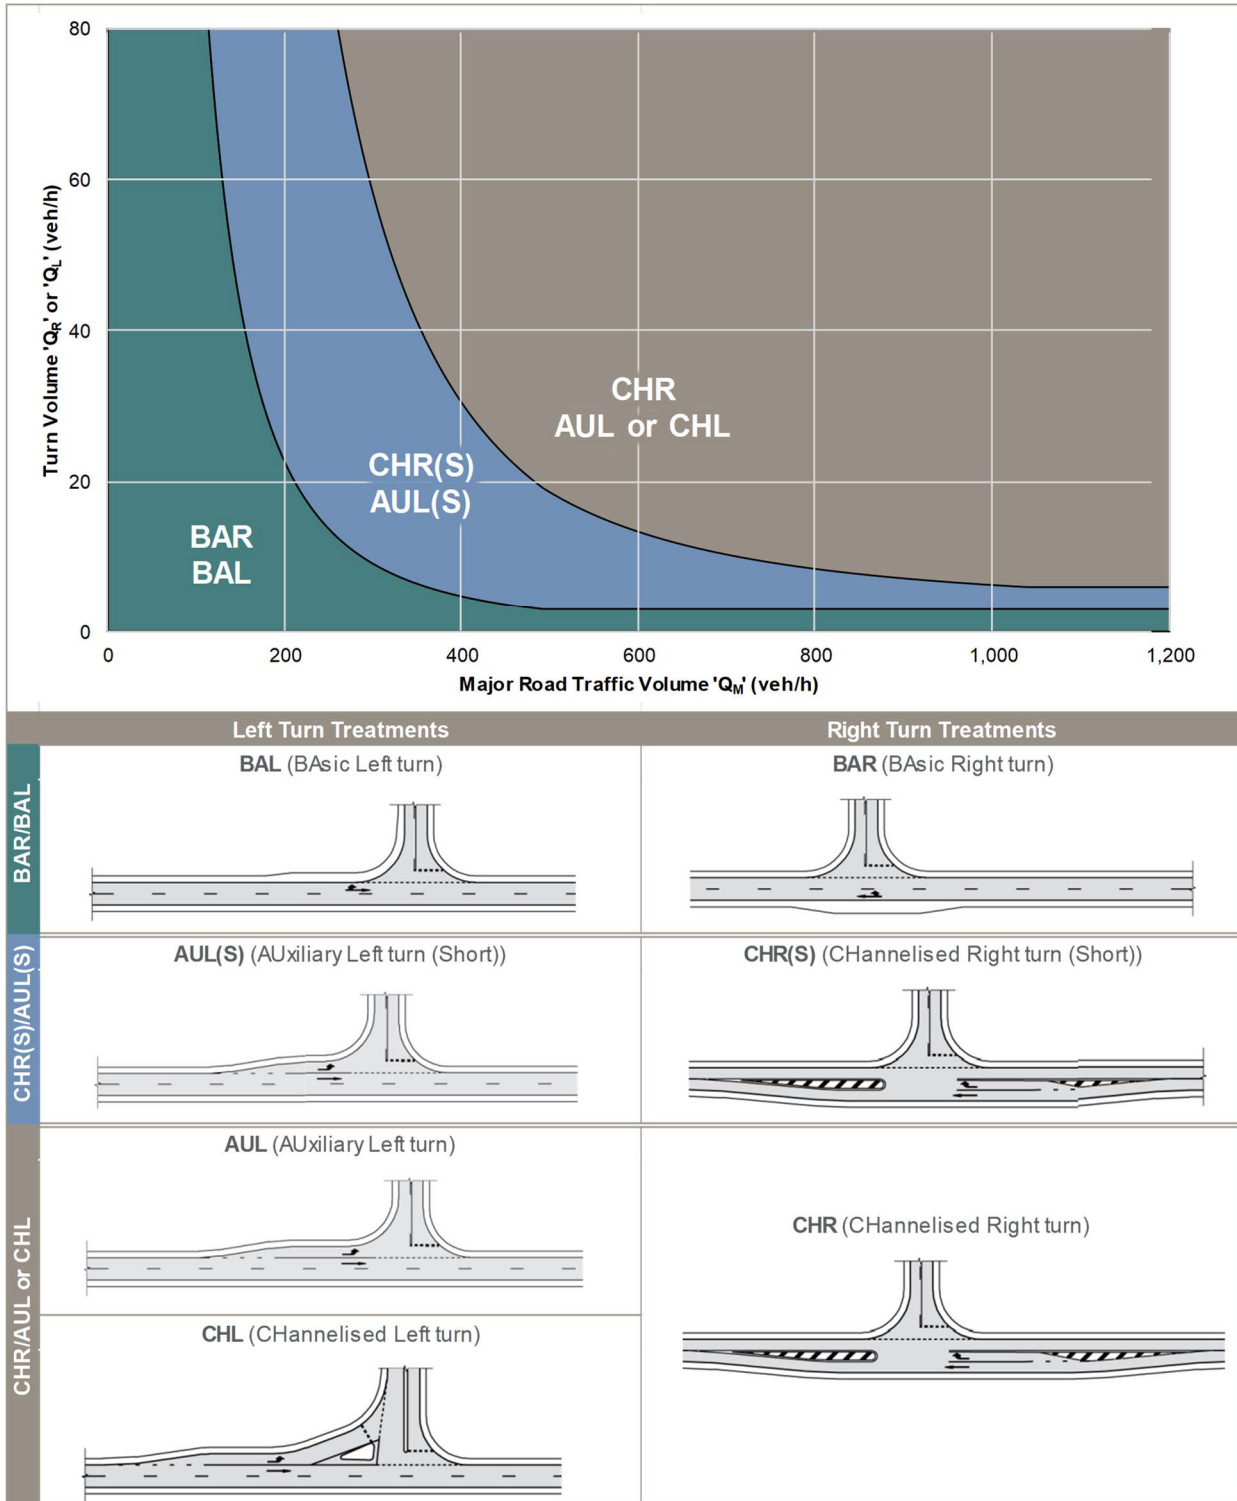 80
60
40
20
0
Turn Volume 'QR' or 'QL' (veh/h)
CHR
AUL or CHL
CHR(S)
AUL(S)
BAR
BAL
0 200 400 600 800 1,000 1,200
Major Road Traffic Volume 'QM' (veh/h)
Left Turn Treatments Right Turn Treatments
BAR/BAL
BAL (BAsic Left turn) BAR (BAsic Right turn)
CHR(S)/AUL(S)
AUL(S) (AUxiliary Left turn (Short)) CHR(S) (CHannelised Right turn (Short))
CHR/AUL or CHL
AUL (AUxiliary Left turn)
CHR (CHannelised Right turn)
CHL (CHannelised Left turn)